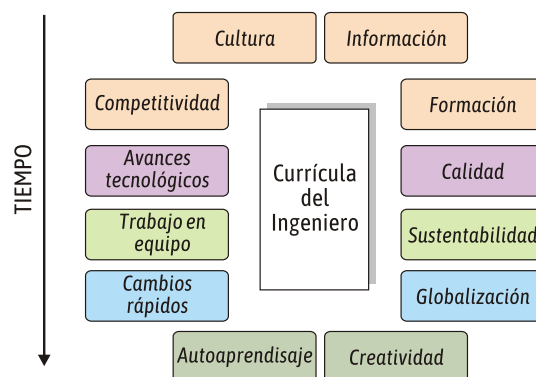 TIEMPO
Cultura
Información
Competitividad
Formación
Avances
tecnológicos
Currícula
del
Ingeniero
Calidad
Trabajo en
equipo
Sustentabilidad
Cambios
rápidos
Globalización
Autoaprendisaje
Creatividad